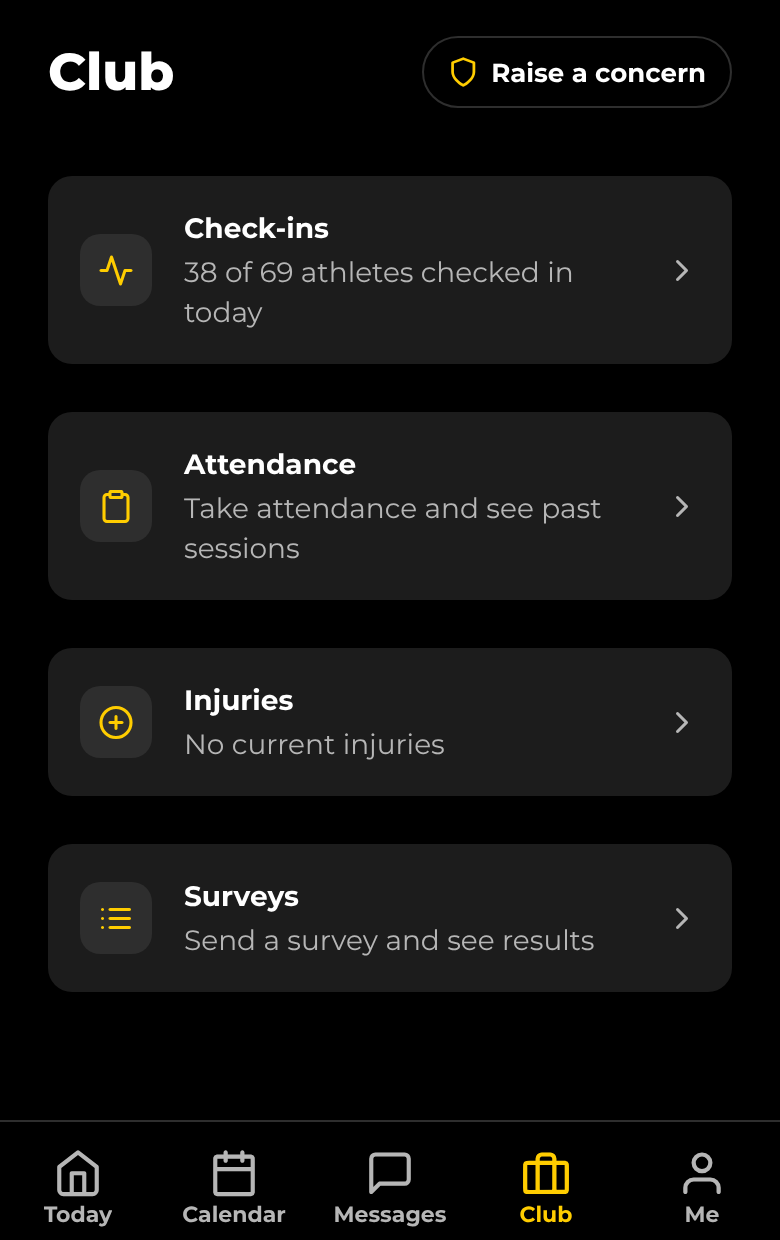 Club
Raise a concern
Check-ins
38 of 69 athletes checked in
today
Attendance
Take attendance and see past
sessions
Injuries
No current injuries
Surveys
Send a survey and see results
Today
Calendar
Messages
Club
Me